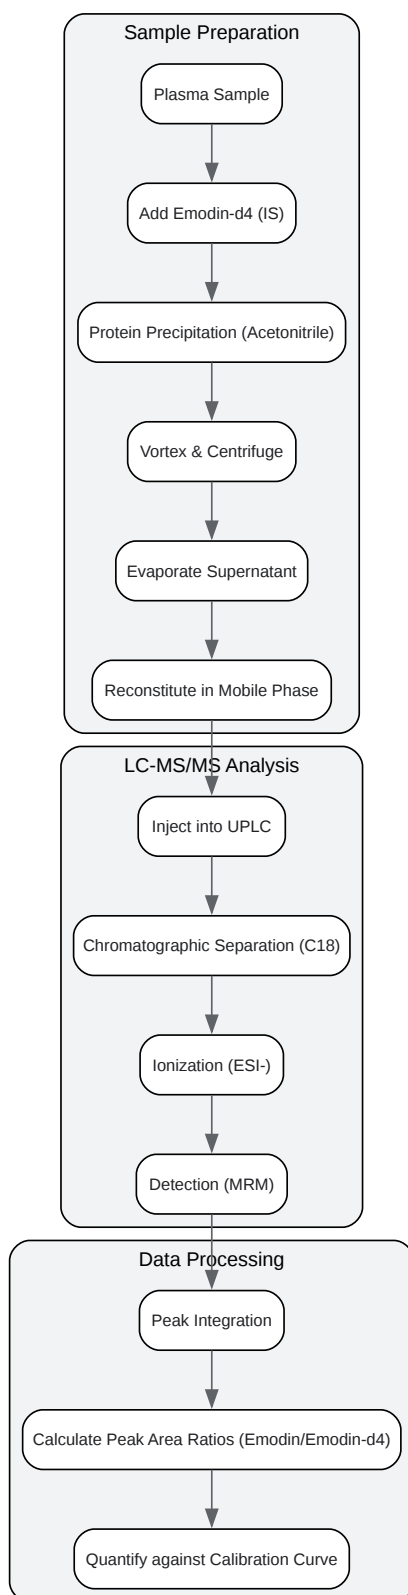 Sample Preparation
Plasma Sample
Add Emodin-d4 (IS)
Protein Precipitation (Acetonitrile)
Vortex & Centrifuge
Evaporate Supernatant
Reconstitute in Mobile Phase
LC-MS/MS Analysis
Inject into UPLC
Chromatographic Separation (C18)
Ionization (ESI-)
Detection (MRM)
Data Processing
Peak Integration
Calculate Peak Area Ratios (Emodin/Emodin-d4)
Quantify against Calibration Curve